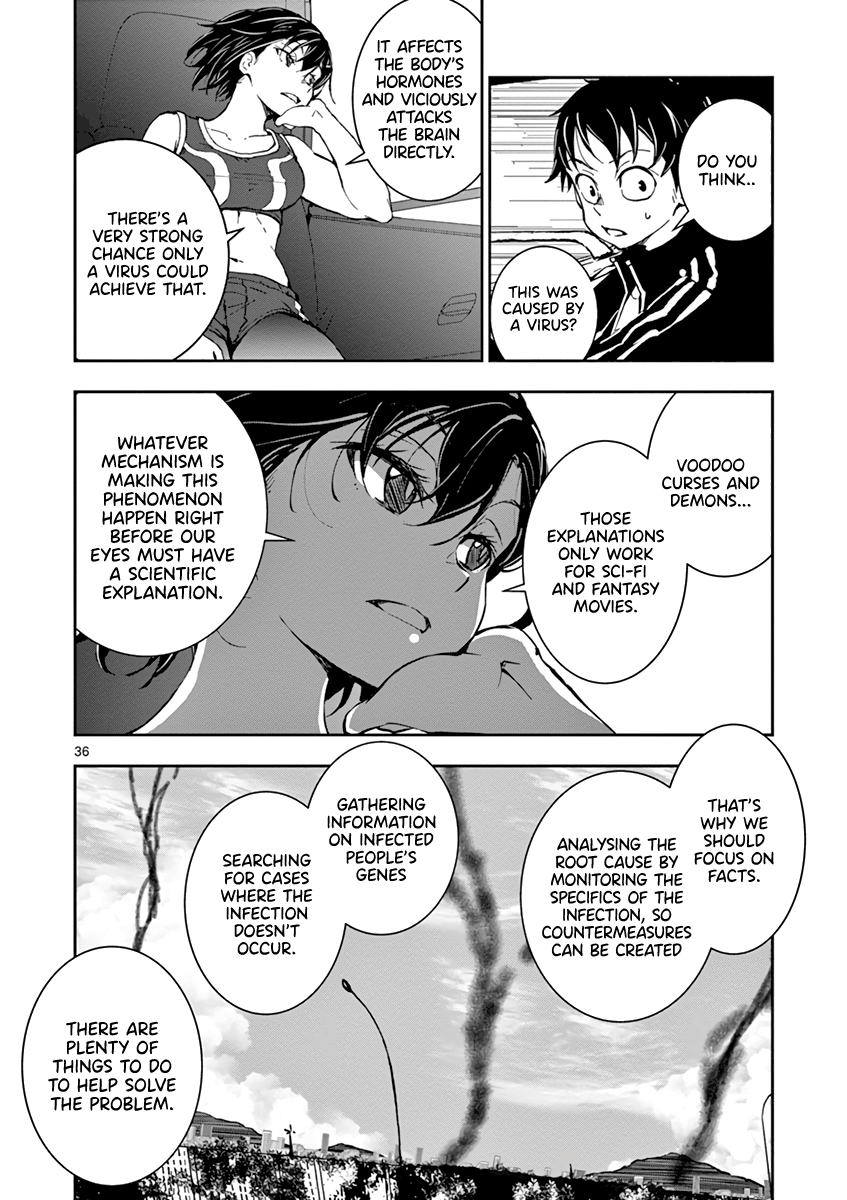 DO YOU
THINK..
THIS WAS
CAUSED BY
A VIRUS?
IT AFFECTS
THE BODY'S
HORMONES
AND VICIOUSLY
ATTACKS
THE BRAIN
DIRECTLY.
THERE'S A
VERY STRONG
CHANCE ONLY
A VIRUS COULD
ACHIEVE THAT.
VOODOO
CURSES AND
DEMONS...
THOSE
EXPLANATIONS
ONLY WORK
FOR SCI-FI
AND FANTASY
MOVIES.
WHATEVER
MECHANISM IS
MAKING THIS
PHENOMENON
HAPPEN RIGHT
BEFORE OUR
EYES MUST HAVE
A SCIENTIFIC
EXPLANATION.
36
THAT'S
WHY WE
SHOULD
FOCUS ON
FACTS.
ANALYSING THE
ROOT CAUSE BY
MONITORING THE
SPECIFICS OF THE
INFECTION, SO
COUNTERMEASURES
CAN BE CREATED
GATHERING
INFORMATION
ON INFECTED
PEOPLE'S
GENES
SEARCHING
FOR CASES
WHERE THE
INFECTION
DOESN'T
OCCUR.
THERE ARE
PLENTY OF
THINGS TO DO
TO HELP SOLVE
THE PROBLEM.